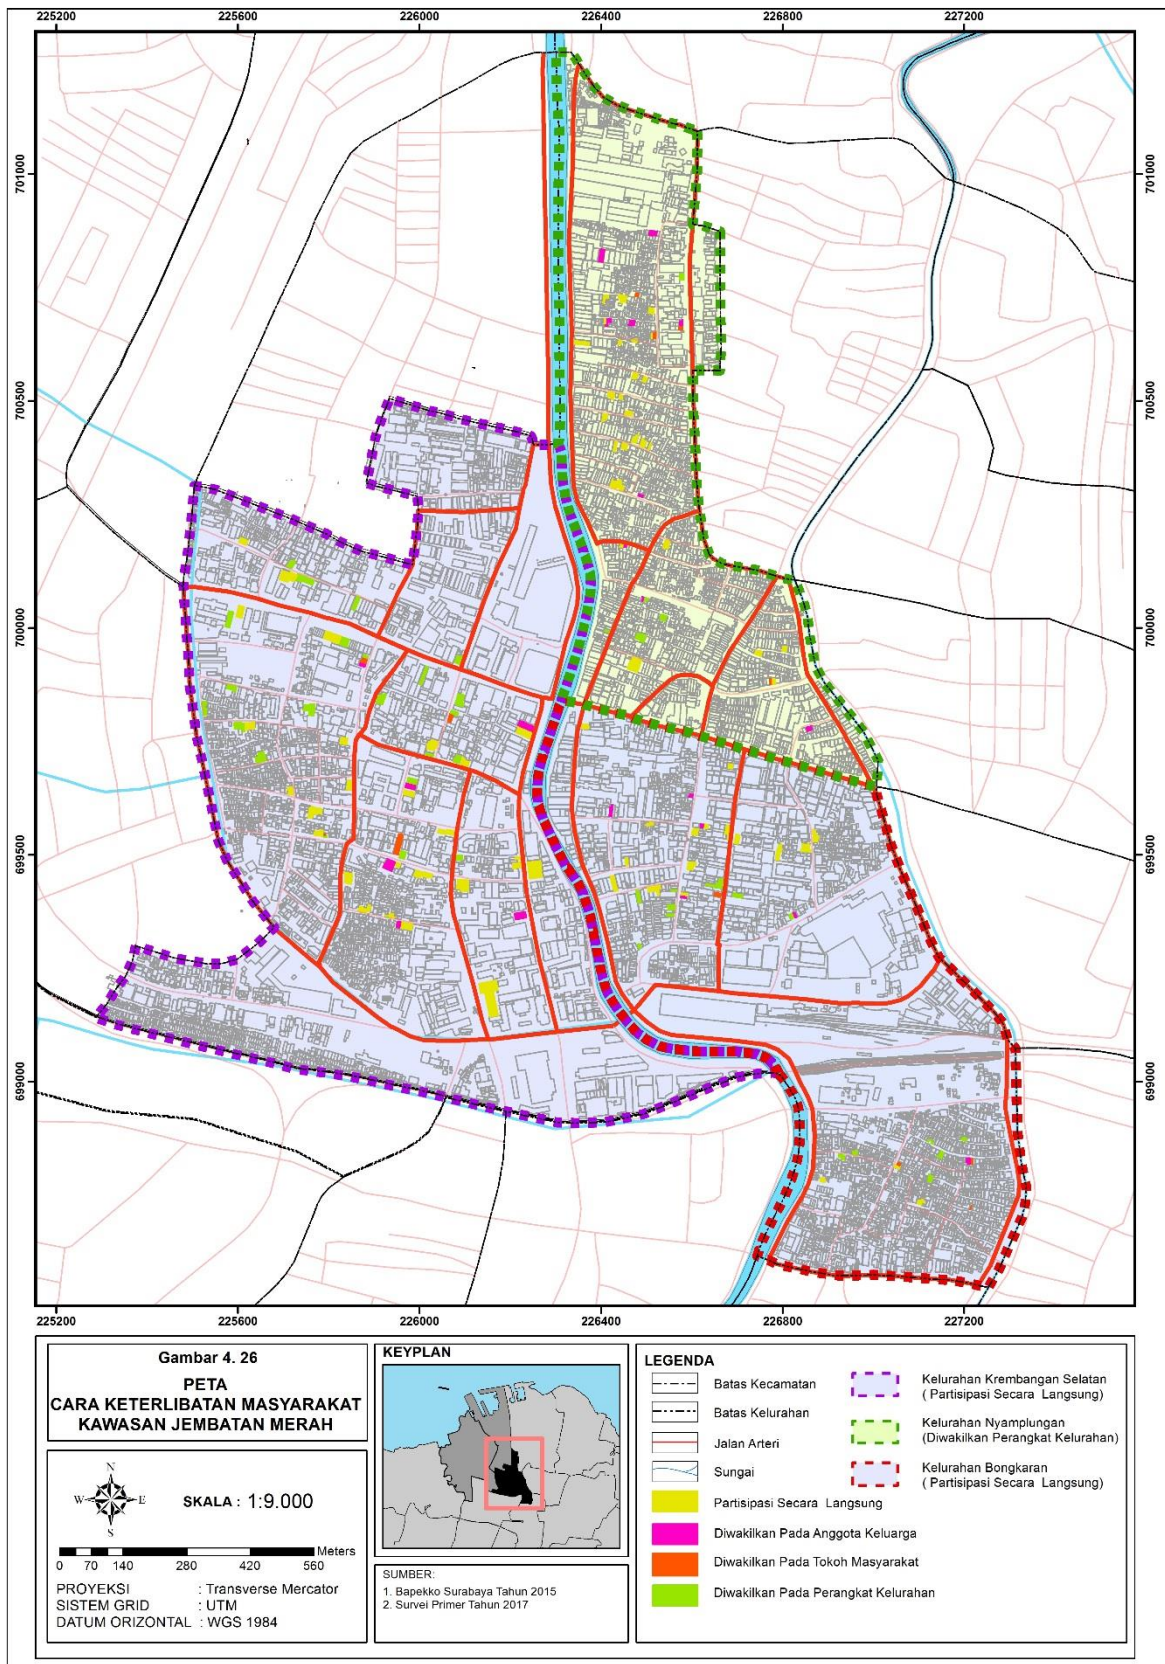 225200 225600 226000 226400 226800 227200
701000 701000
700500 700500
700000 700000
699500 699500
699000 699000
225200 225600 226000 226400 226800 227200
Gambar 4. 26
PETA
CARA KETERLIBATAN MASYARAKAT
KAWASAN JEMBATAN MERAH
N
W E
S
SKALA : 1:9.000
Meters
0 70 140 280 420 560
PROYEKSI : Transverse Mercator
SISTEM GRID : UTM
DATUM ORIZONTAL : WGS 1984
KEYPLAN
SUMBER:
1. Bapekko Surabaya Tahun 2015
2. Survei Primer Tahun 2017
LEGENDA
Batas Kecamatan
Batas Kelurahan
Jalan Arteri
Sungai
Partisipasi Secara Langsung
Diwakilkan Pada Anggota Keluarga
Diwakilkan Pada Tokoh Masyarakat
Diwakilkan Pada Perangkat Kelurahan
Kelurahan Krembangan Selatan
( Partisipasi Secara Langsung)
Kelurahan Nyamplungan
(Diwakilkan Perangkat Kelurahan)
Kelurahan Bongkaran
( Partisipasi Secara Langsung)